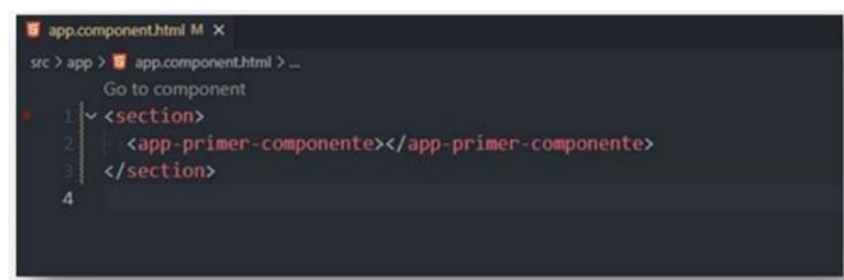 app.component.html M X
src > app > app.component.html > ...
Go to component
1 <section>
2 <app-primer-componente></app-primer-componente>
3 </section>
4